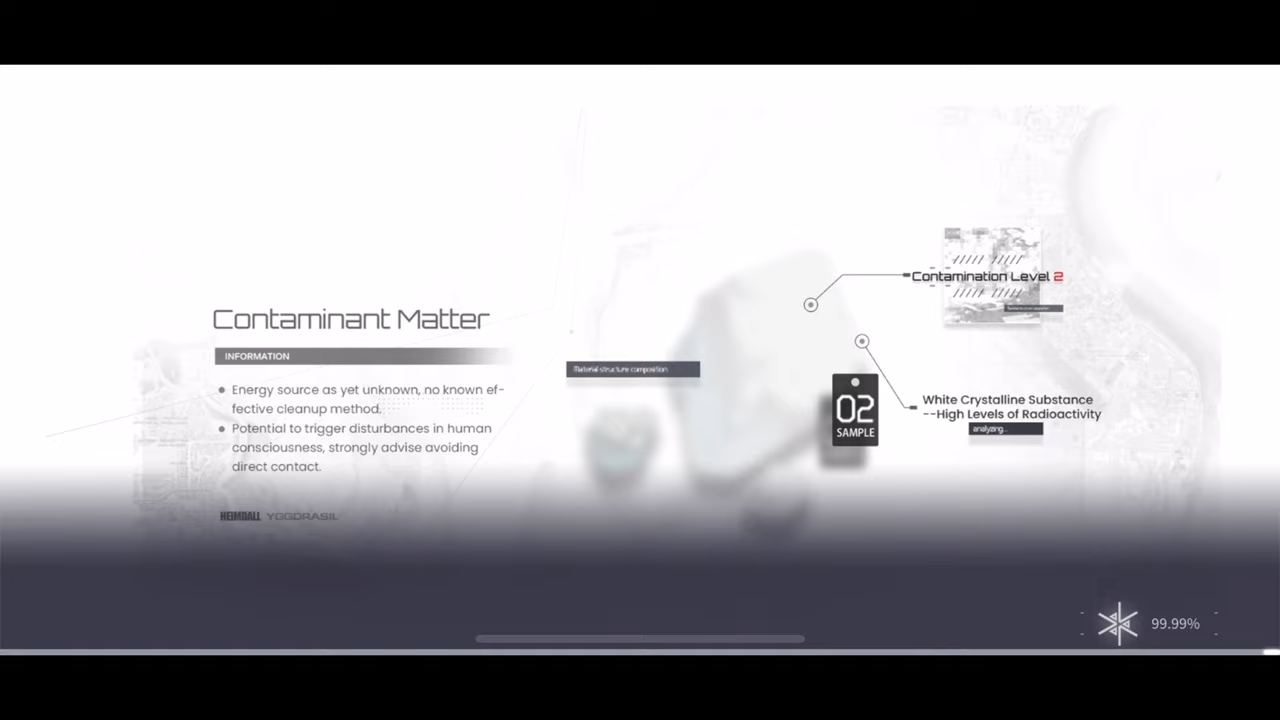 Contaminant Matter
INFORMATION
Energy source as yet unknown, no known ef-
fective cleanup method.
Potential to trigger disturbances in human
consciousness, strongly advise avoiding
direct contact.
HEIMDALL YGGDRASIL
Material structure composition
Contamination Level 2
02
SAMPLE
White Crystalline Substance
--High Levels of Radioactivity
analyzing...
99.99%